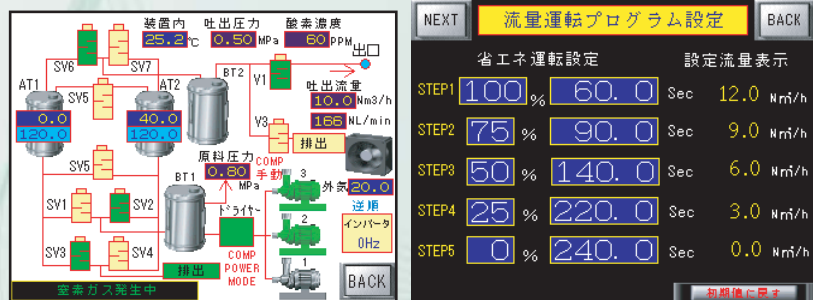 装置内 吐出圧力 酸素濃度
25.2 ℃ 0.50 MPa 60 PPM
出口
SV6 SV7
BT2 V1
AT1 SV5 AT2
吐出流量
10.0 Nm3/h
0.0 40.0
120.0 120.0
166 NL/min
V3
排出
SV5
原料圧力
COMP
手動
0.80 MPa
BT1
3
外気 20.0
SV1 SV2
ドライヤー
逆順
2
インバータ
0Hz
SV3 SV4
COMP
POWER
MODE
1
排出
BACK
窒素ガス発生中
NEXT 流量運転プログラム設定 BACK
省エネ運転設定 設定流量表示
STEP1 100 % 60. 0 Sec 12.0 N㎥/h
STEP2 75 % 90. 0 Sec 9.0 N㎥/h
STEP3 50 % 140. 0 Sec 6.0 N㎥/h
STEP4 25 % 220. 0 Sec 3.0 N㎥/h
STEP5 0 % 240. 0 Sec 0.0 N㎥/h
初期値に戻す